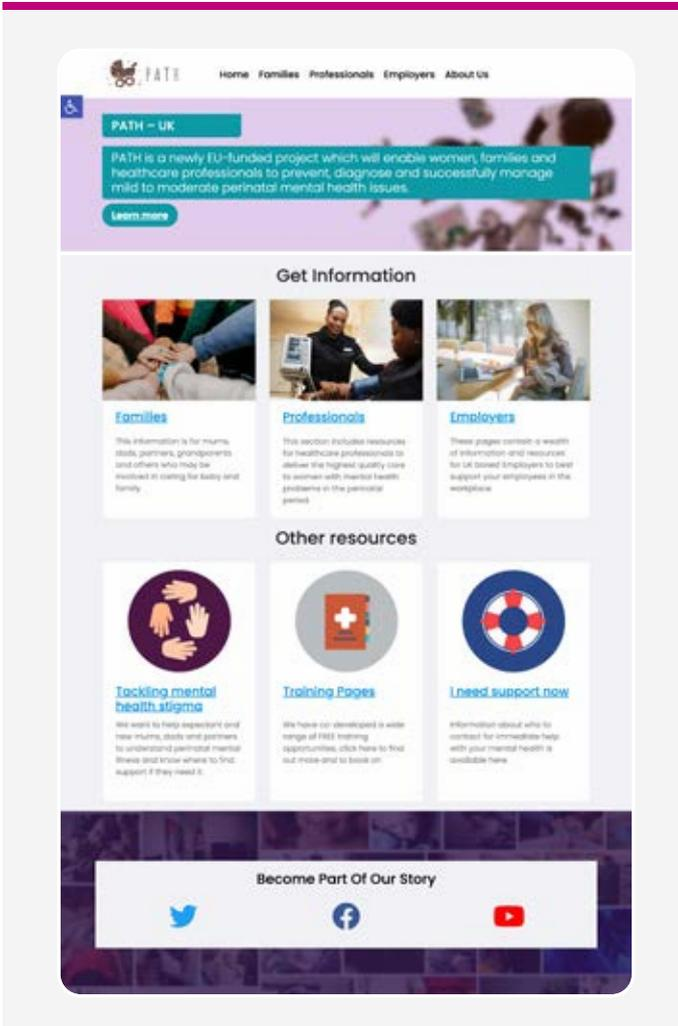 PATH
Home Families Professionals Employers About Us
PATH – UK
PATH is a newly EU-funded project which will enable women, families and
healthcare professionals to prevent, diagnose and successfully manage
mild to moderate perinatal mental health issues.
Learn more
Get Information
Families
This information is for mums,
dads, partners, grandparents
and others who may be
involved in caring for baby and
family.
Professionals
This section includes resources
for healthcare professionals to
deliver the highest quality care
to women with mental health
problems in the perinatal
period.
Employers
These pages contain a wealth
of information and resources
for UK based Employers to best
support your employees in the
workplace.
Other resources
Tackling mental
health stigma
We want to help expectant and
new mums, dads and partners
to understand perinatal mental
illness and know where to find
support if they need it.
Training Pages
We have co-developed a wide
range of FREE training
opportunities, click here to find
out more and to book on
I need support now
Information about who to
contact for immediate help
with your mental health is
available here
Become Part Of Our Story